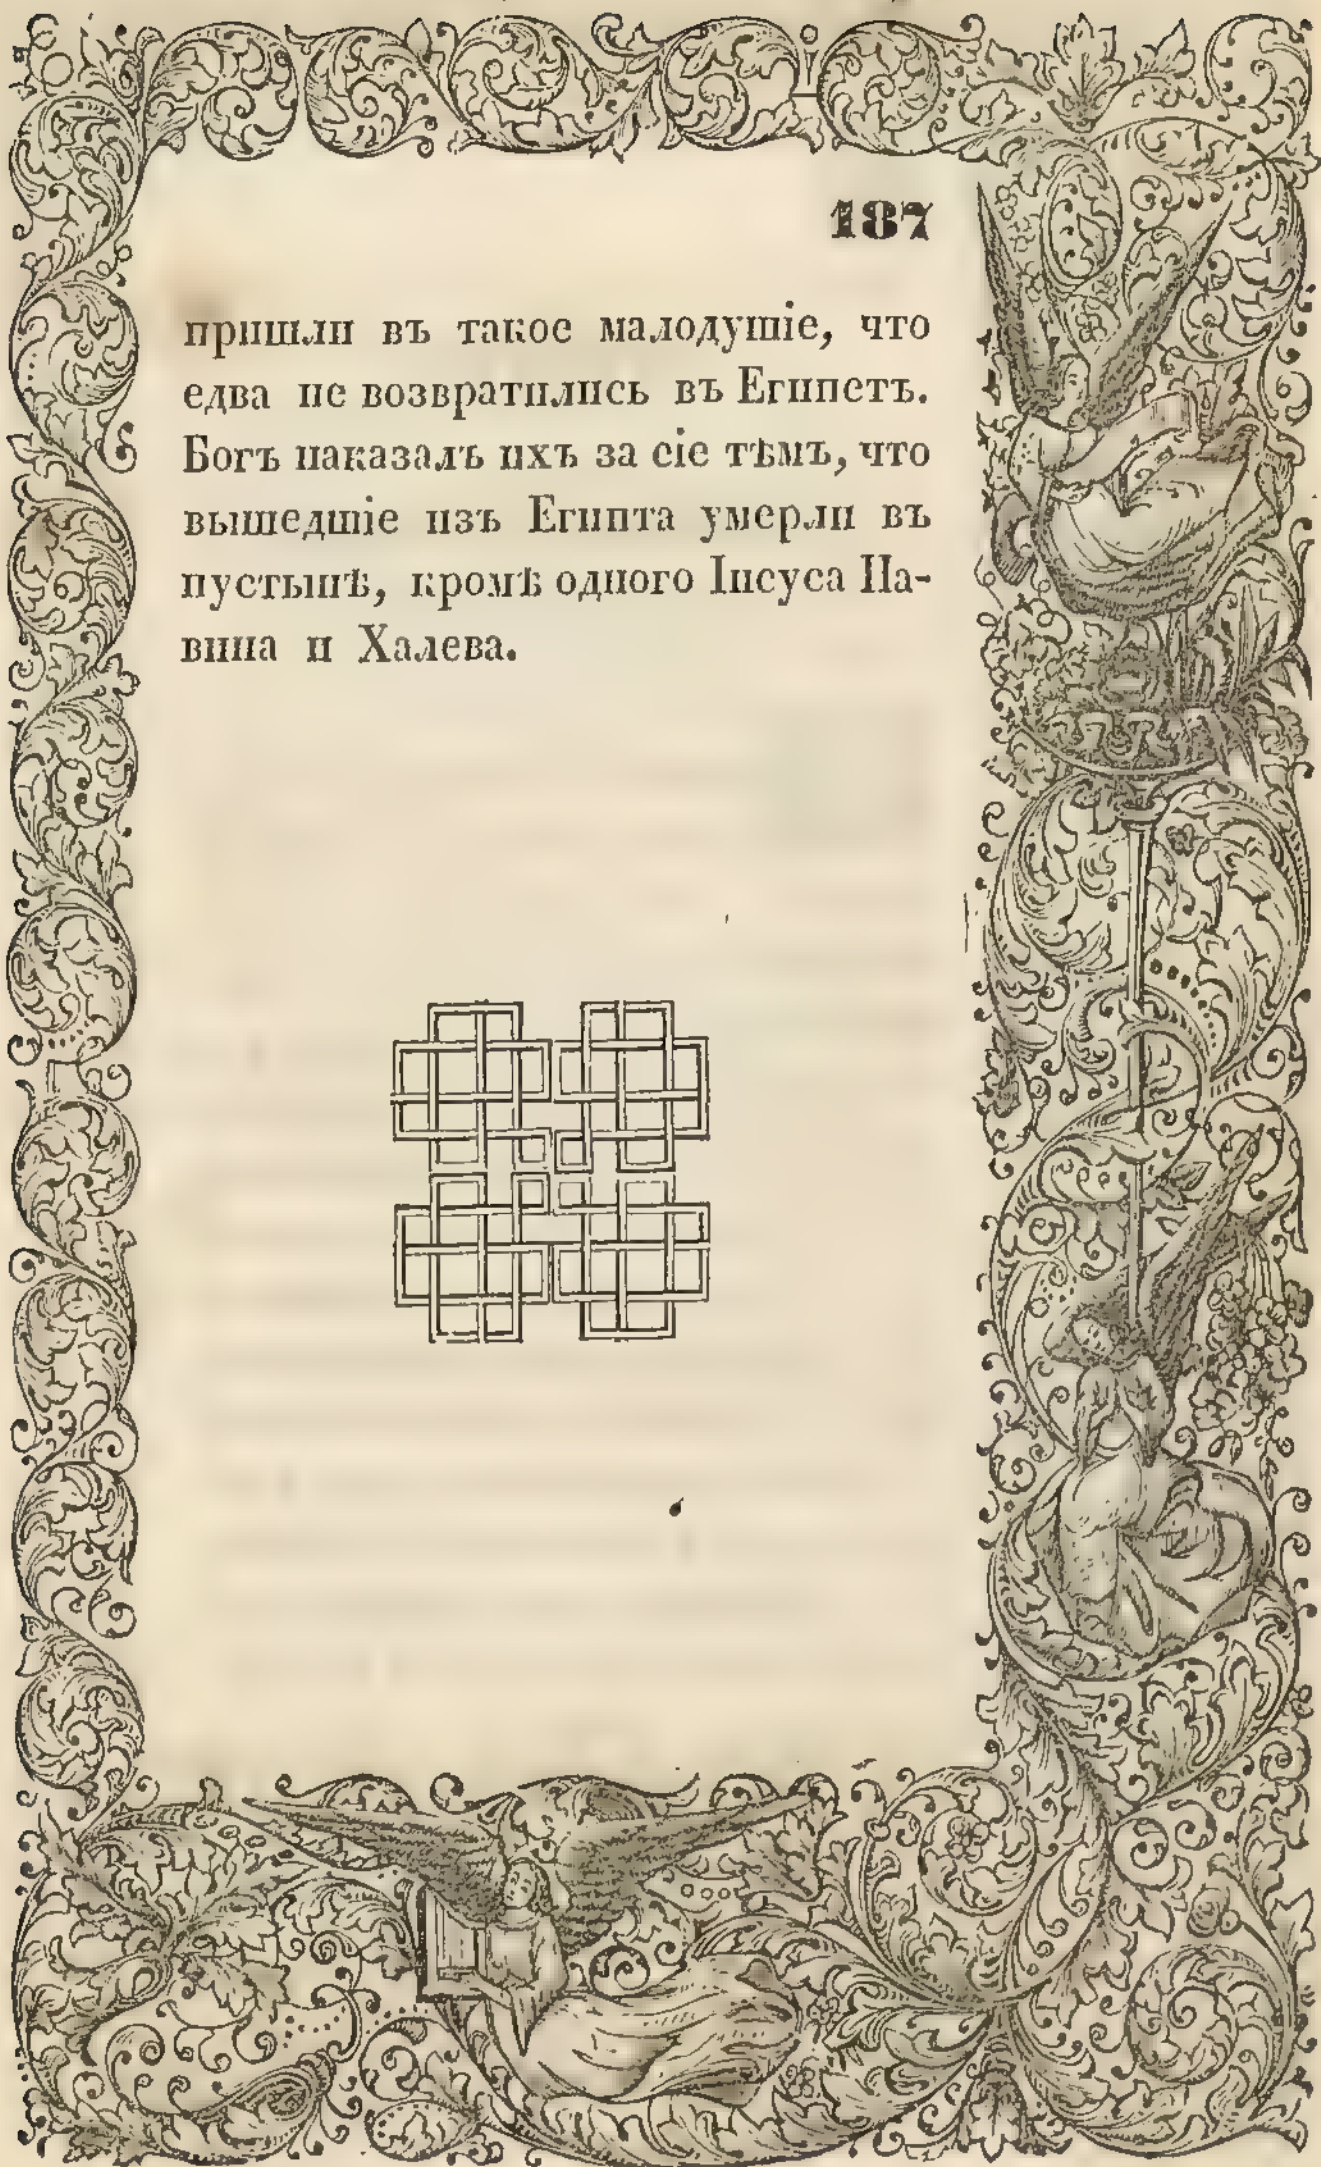 187
пришли въ такое малодушіе, что
едва не возвратились въ Египетъ.
Богъ наказалъ ихъ за сіе тѣмъ, что
вышедшіе изъ Египта умерли въ
пустынѣ, кромѣ одного Іисуса На-
вина и Халева.